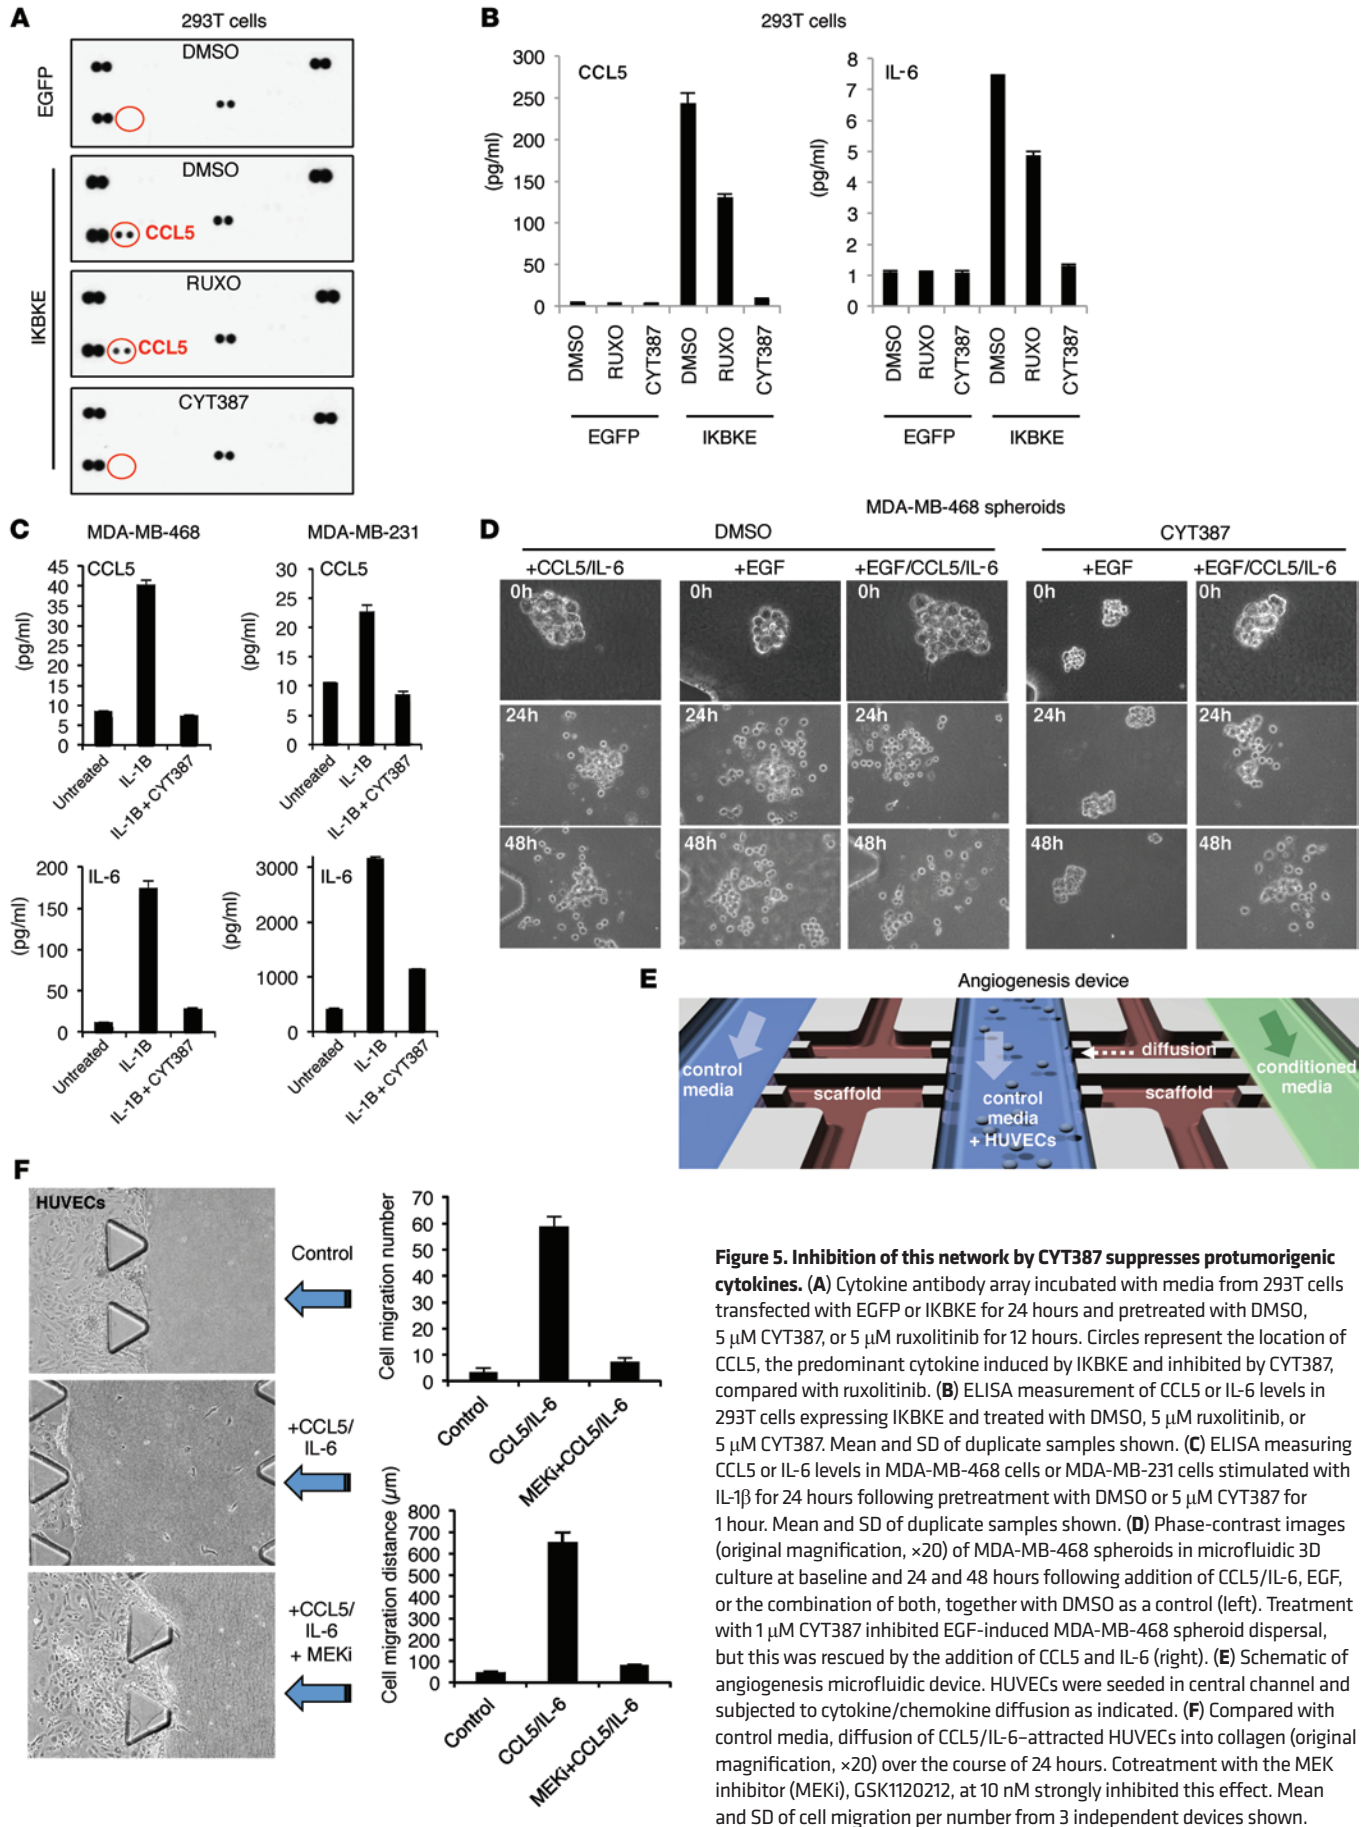 A
293T cells
EGFP
DMSO
IKBKE
DMSO
CCL5
RUXO
CCL5
CYT387
B
293T cells
CCL5
(pg/ml)
300
250
200
150
100
50
0
DMSO
RUXO
CYT387
DMSO
RUXO
CYT387
EGFP
IKBKE
IL-6
(pg/ml)
8
7
6
5
4
3
2
1
0
DMSO
RUXO
CYT387
DMSO
RUXO
CYT387
EGFP
IKBKE
C
MDA-MB-468
CCL5
(pg/ml)
45
40
35
30
25
20
15
10
5
0
Untreated
IL-1B
IL-1B+CYT387
MDA-MB-231
CCL5
(pg/ml)
30
25
20
15
10
5
0
Untreated
IL-1B
IL-1B+CYT387
IL-6
(pg/ml)
200
150
100
50
0
Untreated
IL-1B
IL-1B+CYT387
IL-6
(pg/ml)
3000
2000
1000
0
Untreated
IL-1B
IL-1B+CYT387
D
MDA-MB-468 spheroids
DMSO
CYT387
+CCL5/IL-6
+EGF
+EGF/CCL5/IL-6
+EGF
+EGF/CCL5/IL-6
0h
0h
0h
0h
0h
24h
24h
24h
24h
24h
48h
48h
48h
48h
48h
E
Angiogenesis device
control
media
scaffold
control
media
+ HUVECs
diffusion
scaffold
conditioned
media
F
HUVECs
Control
+CCL5/
IL-6
+CCL5/
IL-6
+ MEKi
Cell migration number
70
60
50
40
30
20
10
0
Control
CCL5/IL-6
MEKi+CCL5/IL-6
Cell migration distance (µm)
800
700
600
500
400
300
200
100
0
Control
CCL5/IL-6
MEKi+CCL5/IL-6
Figure 5. Inhibition of this network by CYT387 suppresses protumorigenic
cytokines. (A) Cytokine antibody array incubated with media from 293T cells
transfected with EGFP or IKBKE for 24 hours and pretreated with DMSO,
5 µM CYT387, or 5 µM ruxolitinib for 12 hours. Circles represent the location of
CCL5, the predominant cytokine induced by IKBKE and inhibited by CYT387,
compared with ruxolitinib. (B) ELISA measurement of CCL5 or IL-6 levels in
293T cells expressing IKBKE and treated with DMSO, 5 µM ruxolitinib, or
5 µM CYT387. Mean and SD of duplicate samples shown. (C) ELISA measuring
CCL5 or IL-6 levels in MDA-MB-468 cells or MDA-MB-231 cells stimulated with
IL-1β for 24 hours following pretreatment with DMSO or 5 µM CYT387 for
1 hour. Mean and SD of duplicate samples shown. (D) Phase-contrast images
(original magnification, ×20) of MDA-MB-468 spheroids in microfluidic 3D
culture at baseline and 24 and 48 hours following addition of CCL5/IL-6, EGF,
or the combination of both, together with DMSO as a control (left). Treatment
with 1 µM CYT387 inhibited EGF-induced MDA-MB-468 spheroid dispersal,
but this was rescued by the addition of CCL5 and IL-6 (right). (E) Schematic of
angiogenesis microfluidic device. HUVECs were seeded in central channel and
subjected to cytokine/chemokine diffusion as indicated. (F) Compared with
control media, diffusion of CCL5/IL-6–attracted HUVECs into collagen (original
magnification, ×20) over the course of 24 hours. Cotreatment with the MEK
inhibitor (MEKi), GSK1120212, at 10 nM strongly inhibited this effect. Mean
and SD of cell migration per number from 3 independent devices shown.